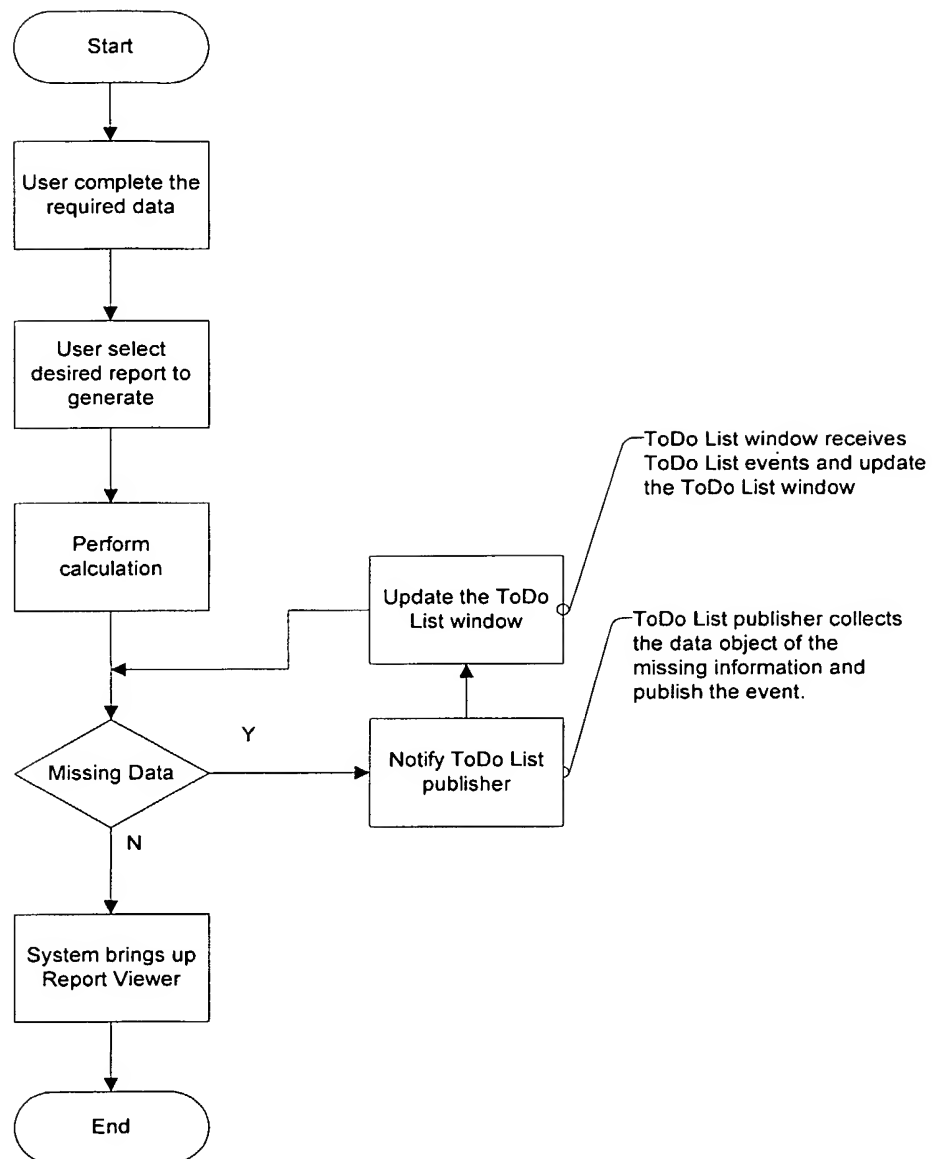 Start
User complete the
required data
User select
desired report to
generate
Perform
calculation
Update the ToDo
List window
ToDo List window receives
ToDo List events and update
the ToDo List window
ToDo List publisher collects
the data object of the
missing information and
publish the event.
Missing Data
Y
Notify ToDo List
publisher
N
System brings up
Report Viewer
End